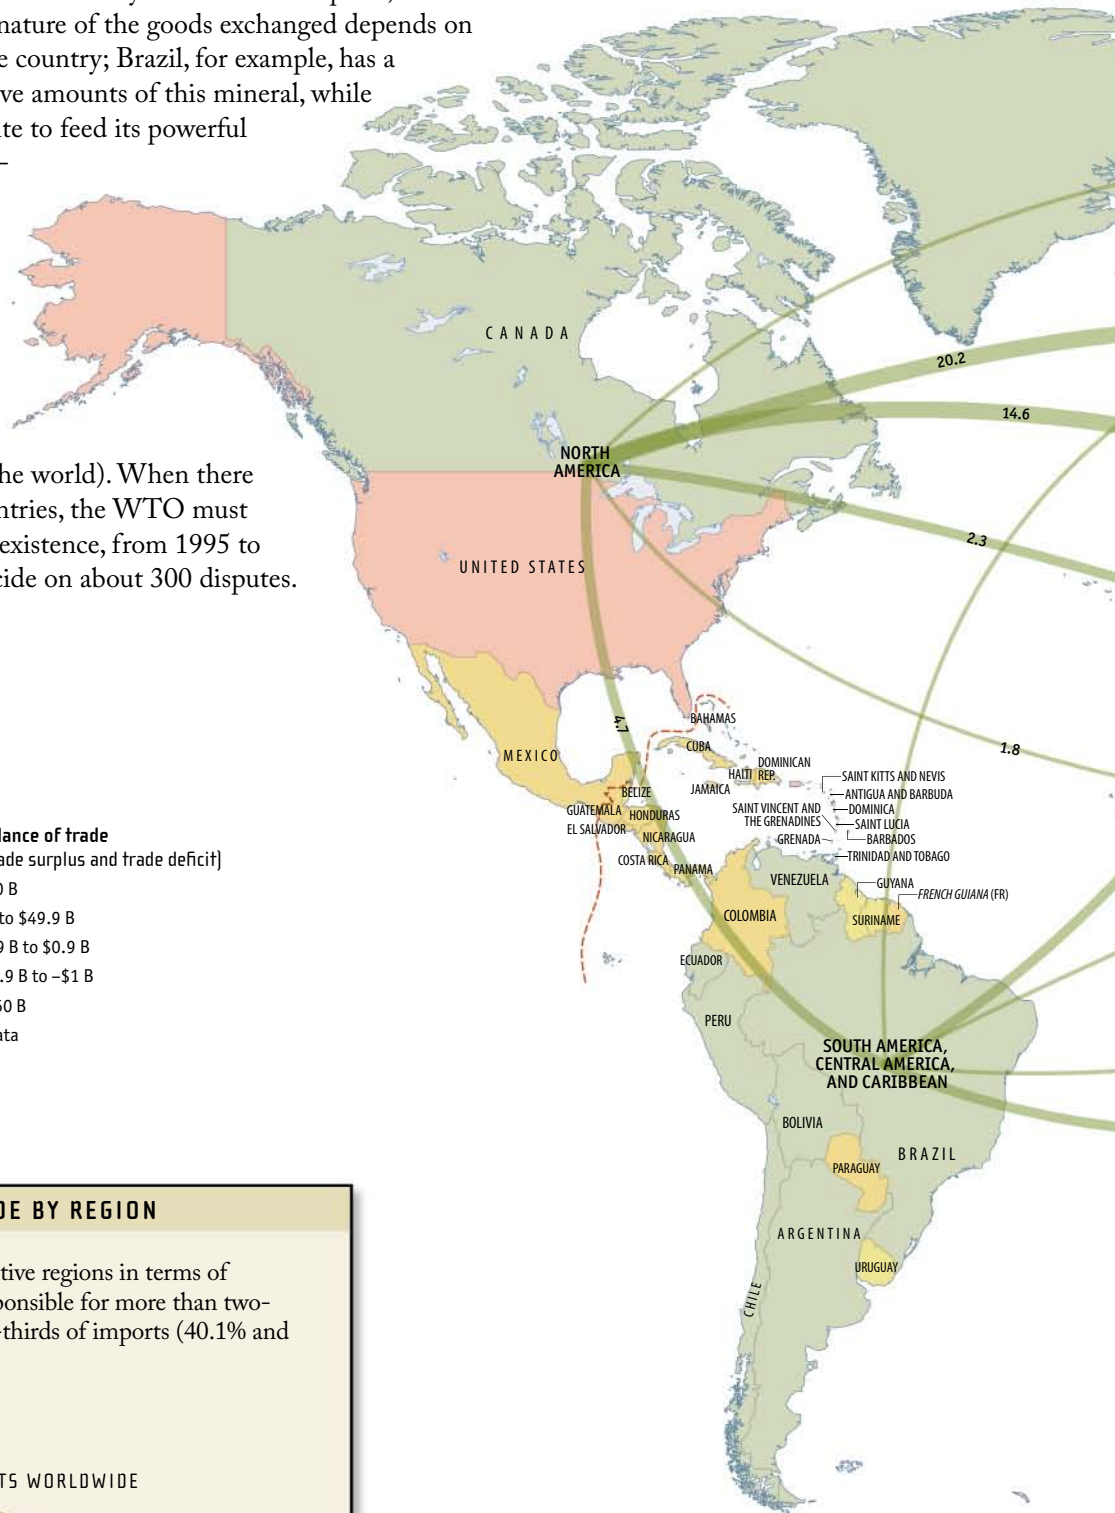 nature of the goods exchanged depends on
country; Brazil, for example, has a
amounts of this mineral, while
to feed its powerful
–
he world). When there
ntries, the WTO must
existence, from 1995 to
cide on about 300 disputes.
lance of trade
ade surplus and trade deficit)
0 B
to $49.9 B
9 B to $0.9 B
.9 B to –$1 B
50 B
ata
DE BY REGION
tive regions in terms of
ponsible for more than two-
-thirds of imports (40.1% and
TS WORLDWIDE
CANADA
20.2
14.6
NORTH
AMERICA
2.3
UNITED STATES
4.7
1.8
BAHAMAS
MEXICO
CUBA
DOMINICAN
REP.
HAITI
JAMAICA
BELIZE
SAINT KITTS AND NEVIS
ANTIGUA AND BARBUDA
SAINT VINCENT AND
THE GRENADINES
DOMINICA
SAINT LUCIA
GRENADA
BARBADOS
TRINIDAD AND TOBAGO
GUATEMALA
HONDURAS
EL SALVADOR
NICARAGUA
COSTA RICA
PANAMA
VENEZUELA
GUYANA
FRENCH GUIANA (FR)
COLOMBIA
SURINAME
ECUADOR
PERU
SOUTH AMERICA,
CENTRAL AMERICA,
AND CARIBBEAN
BOLIVIA
BRAZIL
PARAGUAY
ARGENTINA
URUGUAY
CHILE